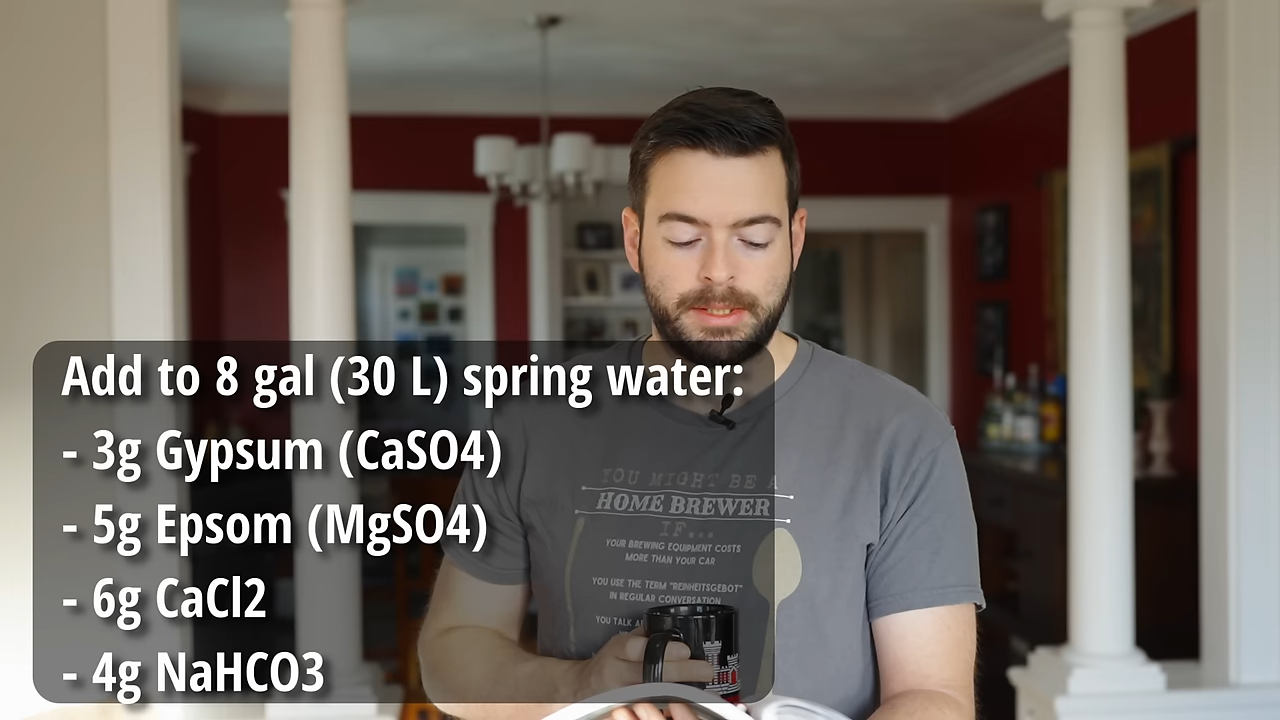 Add to 8 gal (30 L) spring water:
- 3g Gypsum (CaSO4)
- 5g Epsom (MgSO4)
- 6g CaCl2
- 4g NaHCO3
YOU MIGHT BE A
HOME BREWER
IF...
YOUR BREWING EQUIPMENT COSTS
MORE THAN YOUR CAR
YOU USE THE TERM "REINHEITSGEBOT"
IN REGULAR CONVERSATION
YOU TALK